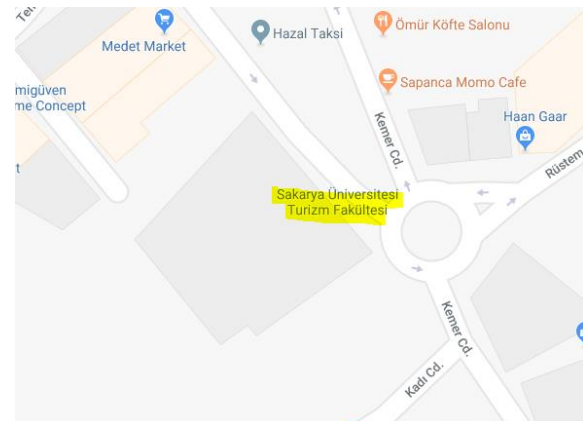 Medet Market
Hazal Taksi
Ömür Köfte Salonu
Sapanca Momo Cafe
Haan Gaar
Kemer Cd.
Rüstem
Sakarya Üniversitesi
Turizm Fakültesi
Kemer Cd.
Kadı Cd.
migüven
me Concept
t
Tel